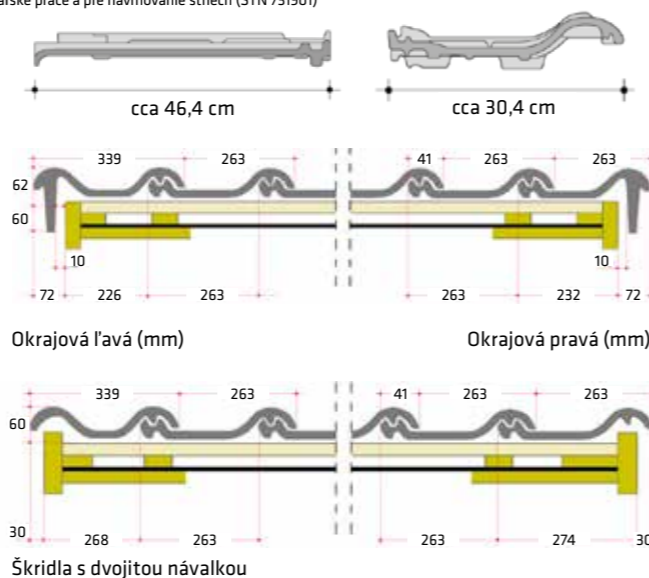 práce a pre navrhovanie striech (STN 731901)
cca 46,4 cm
cca 30,4 cm
339 263 41 263 263
62
60
10 10
72 226 263 263 232 72
Okrajová ľavá (mm) Okrajová pravá (mm)
339 263 41 263 263
60
30 268 263 263 274 30
Škridla s dvojitou návalkou